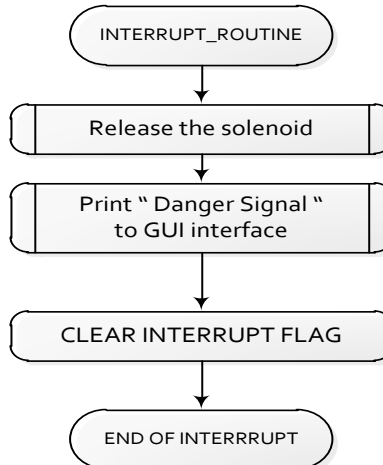 INTERRUPT_ROUTINE
Release the solenoid
Print “ Danger Signal “
to GUI interface
CLEAR INTERRUPT FLAG
END OF INTERRRUPT